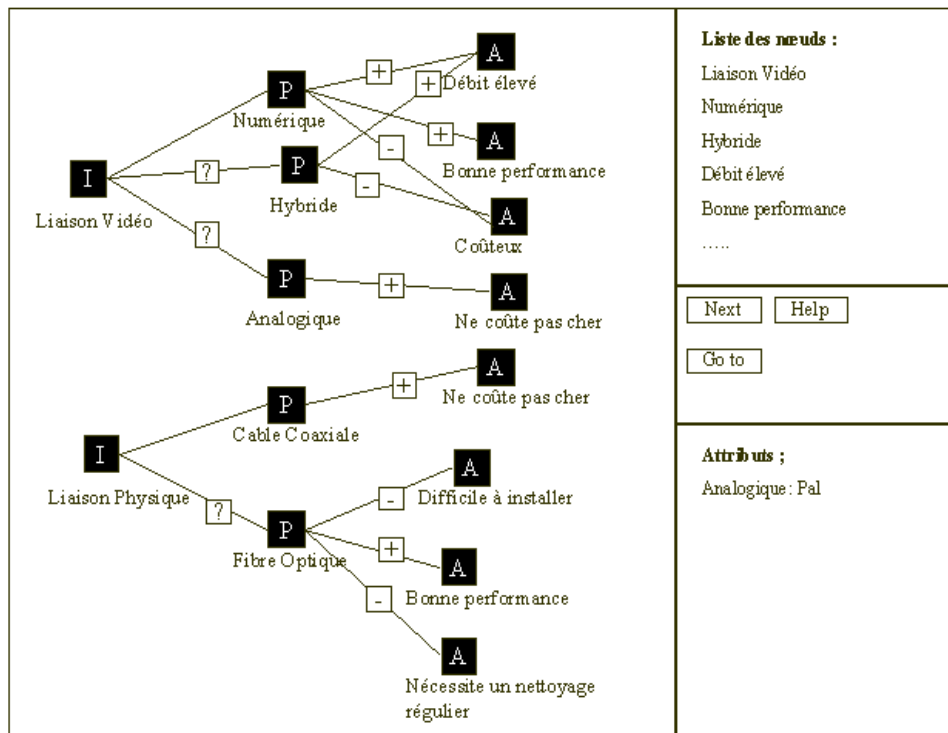 A
+
P
+
Débit élevé
Numérique
+
A
-
Bonne performance
I
?
P
-
Liaison Vidéo
Hybride
A
?
Coûteux
P
+
A
Analogique
Ne coûte pas cher
A
+
Ne coûte pas cher
P
Cable Coaxiale
I
A
Liaison Physique
-
Difficile à installer
?
P
+
Fibre Optique
A
-
Bonne performance
A
Nécessite un nettoyage
régulier
Liste des nœuds :
Liaison Vidéo
Numérique
Hybride
Débit élevé
Bonne performance
.....
Next Help
Go to
Attributs ;
Analogique : Pal